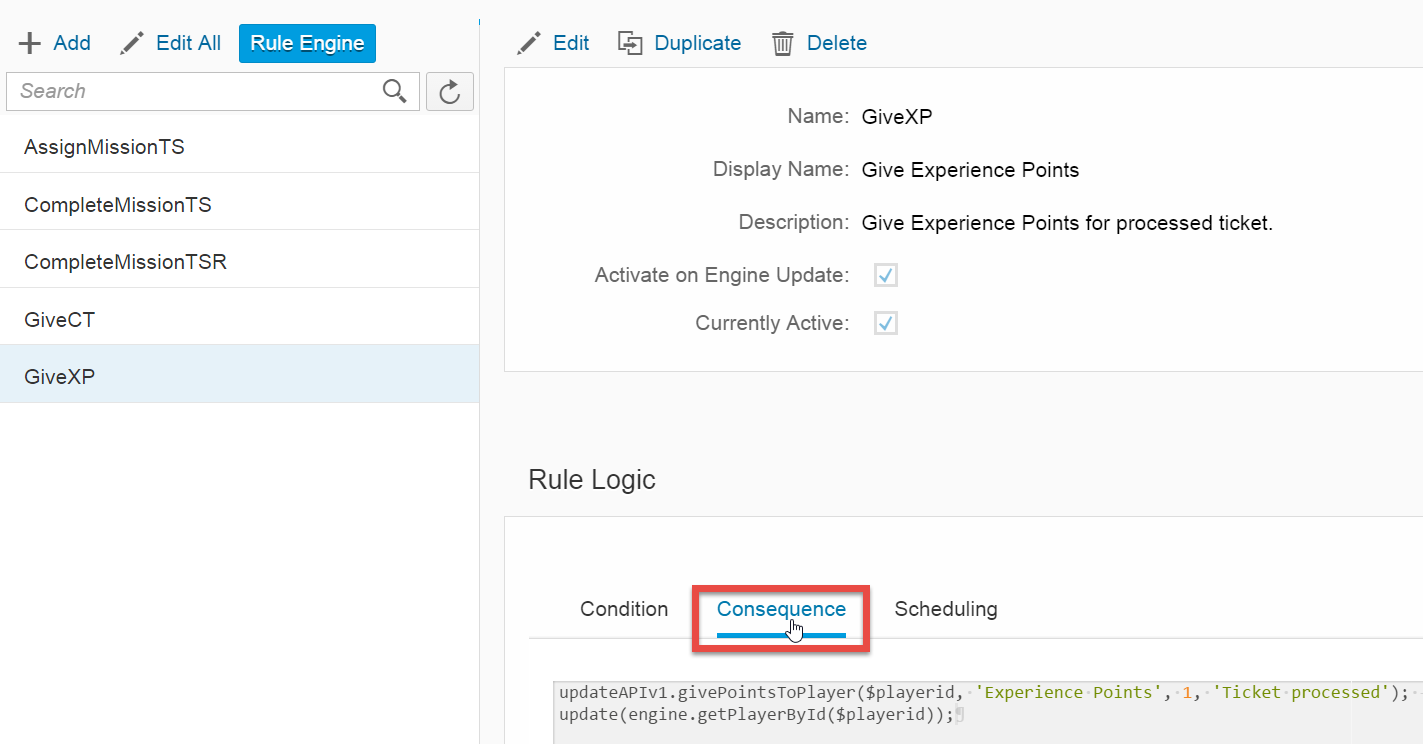 Add Edit All Rule Engine
Search
AssignMissionTS
CompleteMissionTS
CompleteMissionTSR
GiveCT
GiveXP
Edit Duplicate Delete
Name: GiveXP
Display Name: Give Experience Points
Description: Give Experience Points for processed ticket.
Activate on Engine Update:
Currently Active:
Rule Logic
Condition Consequence Scheduling
updateAPIv1.givePointsToPlayer($playerid, 'Experience Points', 1, 'Ticket processed');
update(engine.getPlayerById($playerid));